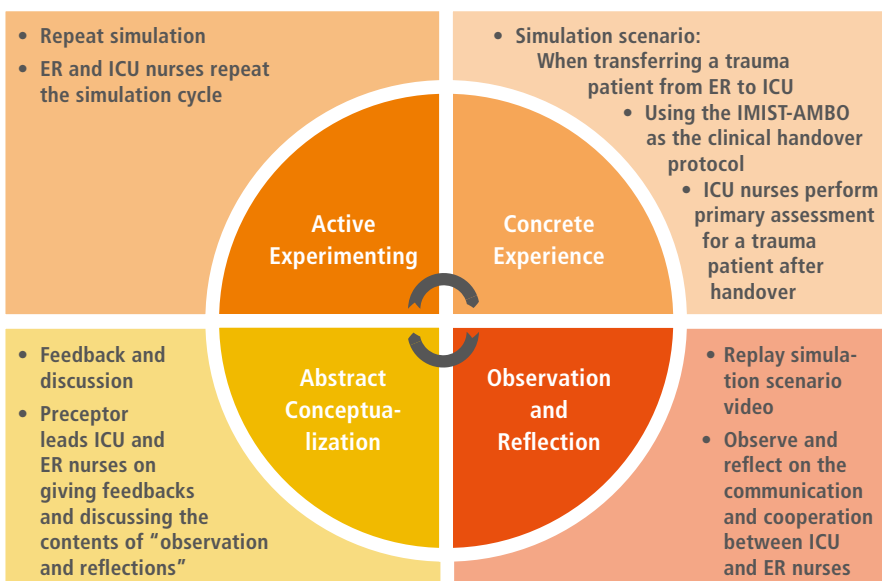 • Repeat simulation
• ER and ICU nurses repeat
the simulation cycle
• Simulation scenario:
When transferring a trauma
patient from ER to ICU
• Using the IMIST-AMBO
as the clinical handover
protocol
• ICU nurses perform
primary assessment
for a trauma
patient after
handover
Active
Experimenting
Concrete
Experience
• Feedback and
discussion
• Preceptor
leads ICU and
ER nurses on
giving feedbacks
and discussing the
contents of “observation
and reflections”
Abstract
Conceptua-
lization
Observation
and
Reflection
• Replay simula-
tion scenario
video
• Observe and
reflect on the
communication
and cooperation
between ICU
and ER nurses